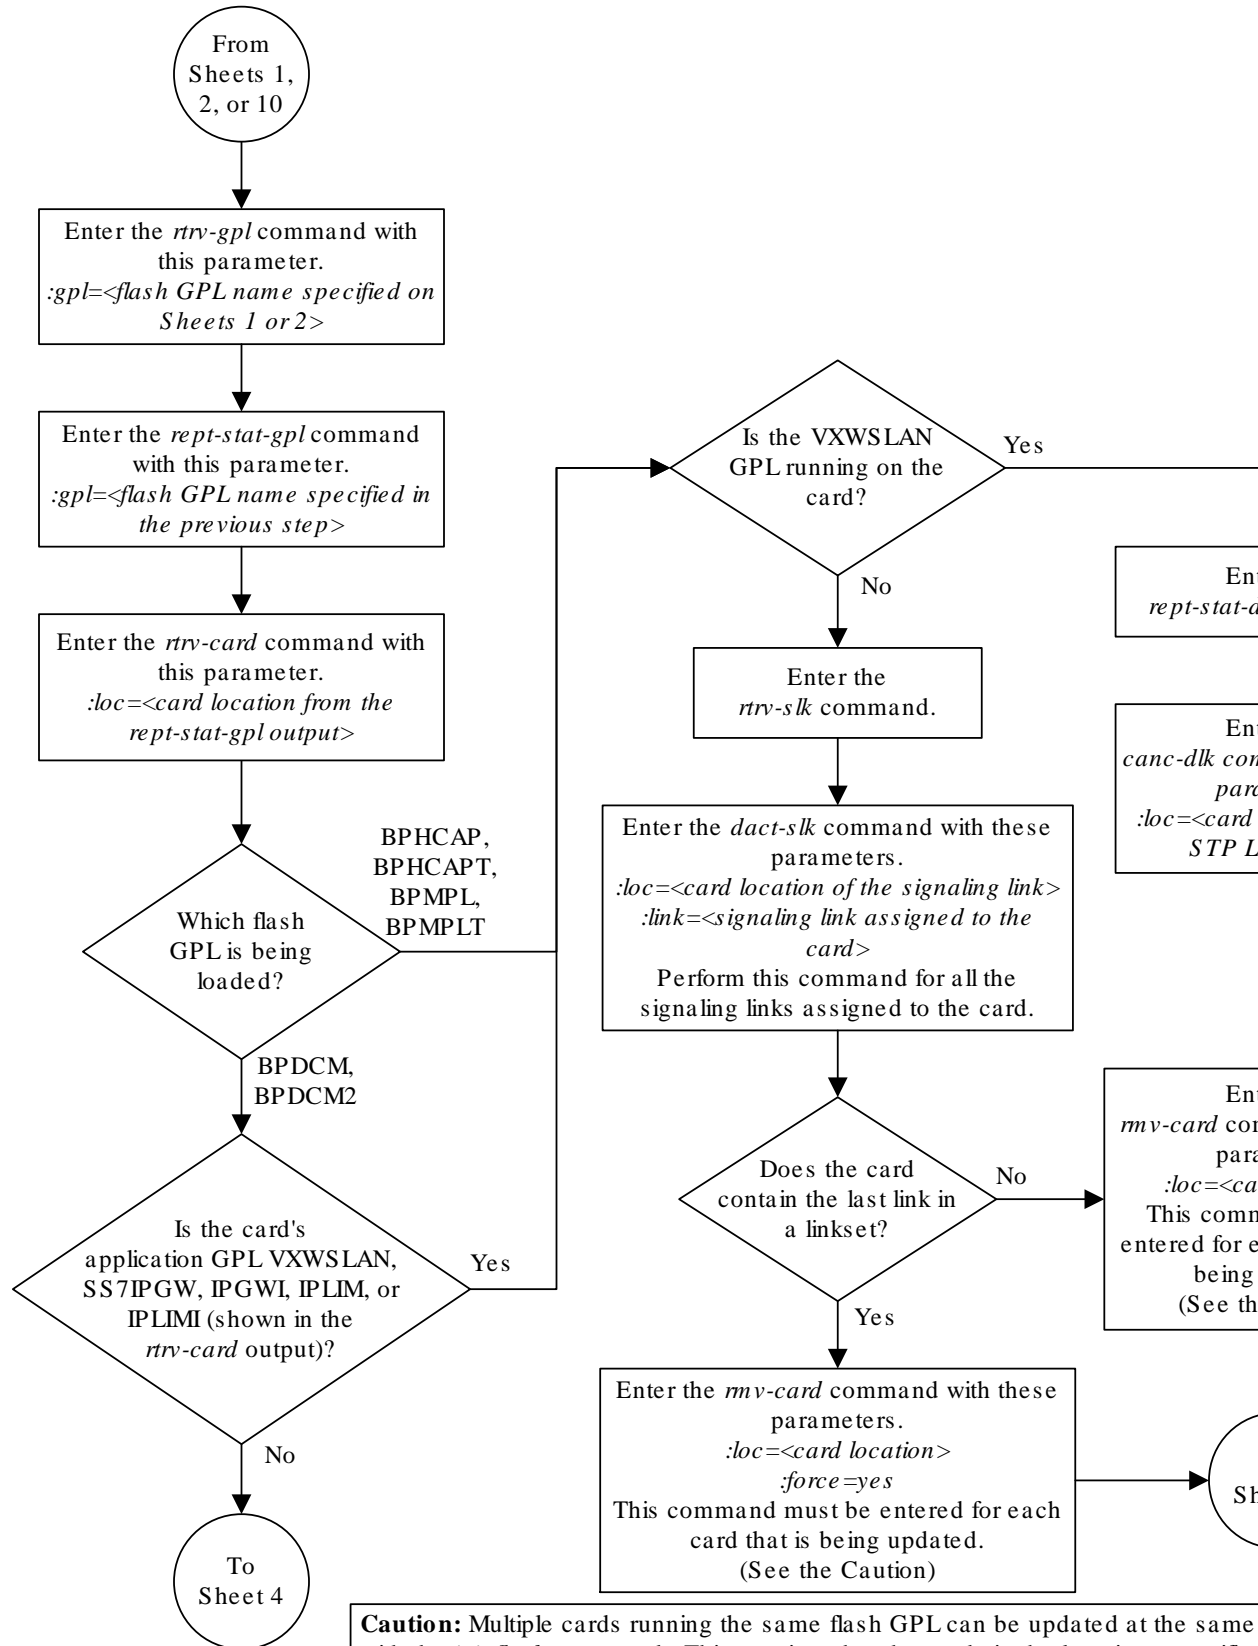 From
Sheets 1,
2, or 10
Enter the rtrv-gpl command with
this parameter.
:gpl=<flash GPL name specified on
Sheets 1 or 2>
Enter the rept-stat-gpl command
with this parameter.
:gpl=<flash GPL name specified in
the previous step>
Enter the rtrv-card command with
this parameter.
:loc=<card location from the
rept-stat-gpl output>
Which flash
GPL is being
loaded?
BPHCAP,
BPHCAPT,
BPMPL,
BPMPLT
BPDCM,
BPDCM2
Is the card's
application GPL VXWSLAN,
SS7IPGW, IPGWI, IPLIM, or
IPLIMI (shown in the
rtrv-card output)?
Yes
No
To
Sheet 4
Is the VXWSLAN
GPL running on the
card?
Yes
No
Enter the
rtrv-slk command.
Enter the dact-slk command with these
parameters.
:loc=<card location of the signaling link>
:link=<signaling link assigned to the
card>
Perform this command for all the
signaling links assigned to the card.
Does the card
contain the last link in
a linkset?
No
Yes
Enter the rmv-card command with these
parameters.
:loc=<card location>
:force=yes
This command must be entered for each
card that is being updated.
(See the Caution)
rept-stat-
canc-dlk
:loc=<card
STP
rmv-card
This
entered for
being
(See
Caution: Multiple cards running the same flash GPL can be updated at the same